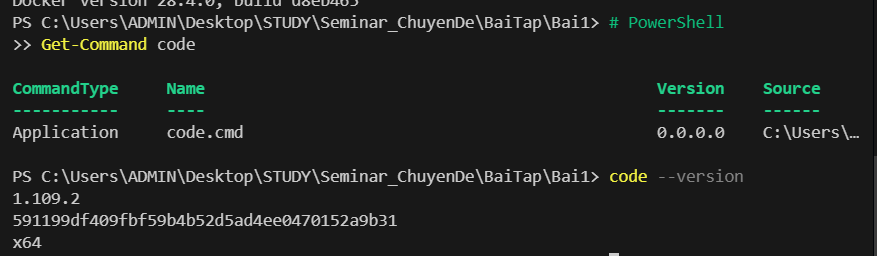 Docker version 28.4.0, build d8eb465
PS C:\Users\ADMIN\Desktop\STUDY\Seminar_ChuyenDe\BaiTap\Bai1> # PowerShell
>> Get-Command code
CommandType Name Version Source
----------- ---- ------- ------
Application code.cmd 0.0.0.0 C:\Users\…
PS C:\Users\ADMIN\Desktop\STUDY\Seminar_ChuyenDe\BaiTap\Bai1> code --version
1.109.2
591199df409fbf59b4b52d5ad4ee0470152a9b31
x64